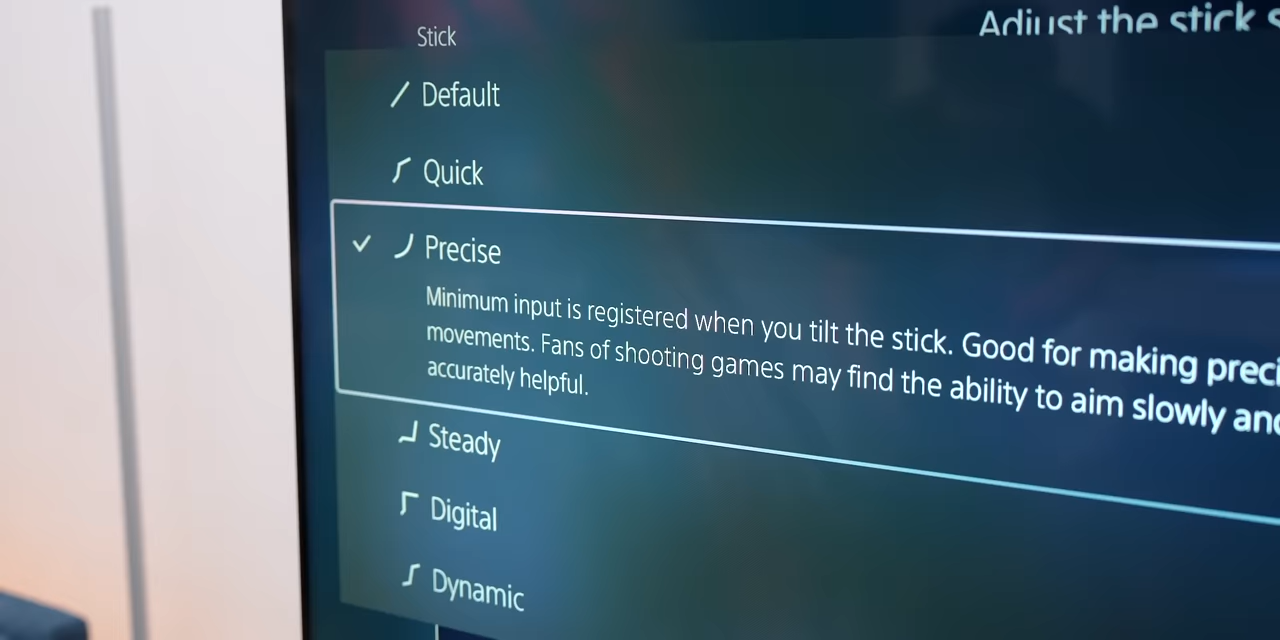 Stick
Adjust the stick s
Default
Quick
Precise
Minimum input is registered when you tilt the stick. Good for making preci
movements. Fans of shooting games may find the ability to aim slowly and
accurately helpful.
Steady
Digital
Dynamic